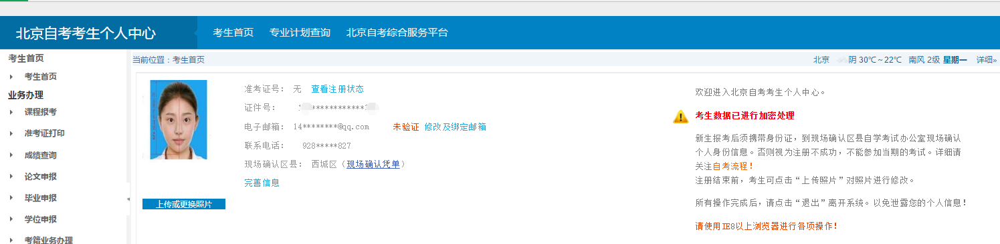 北京自考考生个人中心
考生首页 专业计划查询 北京自考综合服务平台
考生首页
考生首页
业务办理
课程报考
准考证打印
成绩查询
论文申报
毕业申报
学位申报
考籍业务办理
当前位置：考生首页
北京 阴 30℃～22℃ 南风 2级 星期一 详细»
上传或更换照片
准考证号： 无 查看注册状态
证件号：
电子邮箱： 14********@qq.com 未验证 修改及绑定邮箱
联系电话： 928*****827
现场确认区县： 西城区（现场确认凭单）
完善信息
欢迎进入北京自考考生个人中心。
考生数据已进行加密处理
新生报考后须携带身份证，到现场确认区县自学考试办公室现场确认
个人身份信息。否则视为注册不成功，不能参加当期的考试。详细请
关注自考流程！
注册结束前，考生可点击“上传照片”对照片进行修改。
所有操作完成后，请点击“退出”离开系统。以免泄露您的个人信息！
请使用IE8以上浏览器进行各项操作！